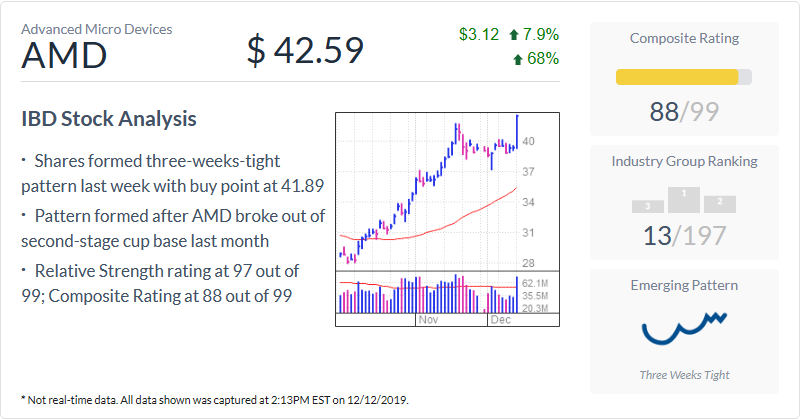 Advanced Micro Devices
AMD
$ 42.59
$3.12 7.9%
68%
IBD Stock Analysis
· Shares formed three-weeks-tight
pattern last week with buy point at 41.89
· Pattern formed after AMD broke out of
second-stage cup base last month
· Relative Strength rating at 97 out of
99; Composite Rating at 88 out of 99
40
37
34
31
28
62.1M
35.5M
20.3M
Nov Dec
Composite Rating
88/99
Industry Group Ranking
3 1 2
13/197
Emerging Pattern
Three Weeks Tight
* Not real-time data. All data shown was captured at 2:13PM EST on 12/12/2019.